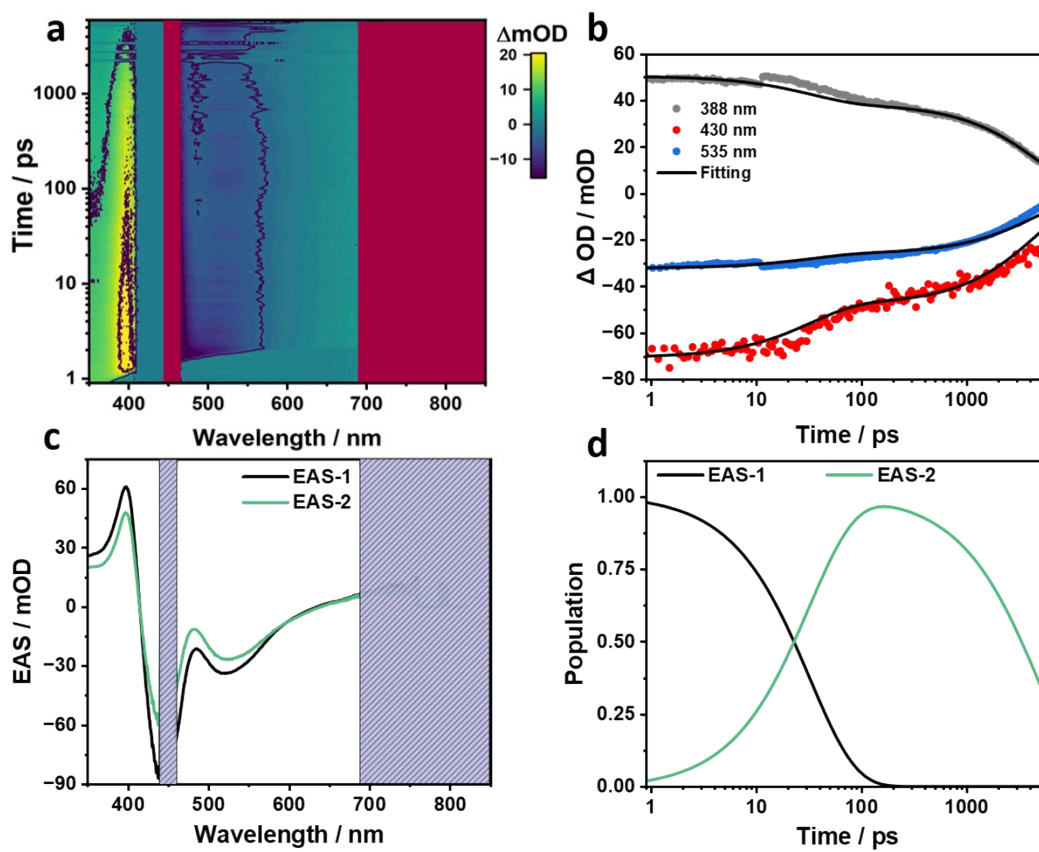 a
ΔmOD
20
10
0
−10
1000
100
10
1
Time / ps
400 500 600 700 800
Wavelength / nm
b
60
40
20
0
−20
−40
−60
−80
Δ OD / mOD
388 nm
430 nm
535 nm
Fitting
1 10 100 1000
Time / ps
c
EAS-1
EAS-2
60
30
0
−30
−60
−90
EAS / mOD
400 500 600 700 800
Wavelength / nm
d
EAS-1 EAS-2
1.00
0.75
0.50
0.25
0.00
Population
1 10 100 1000
Time / ps